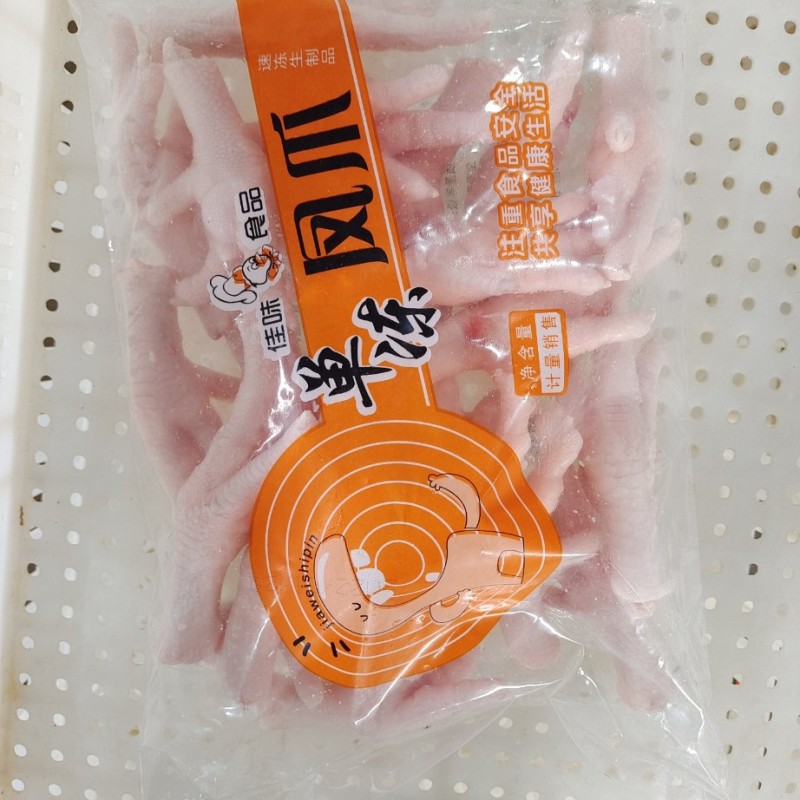 速冻生制品
佳味食品
单冻
凤爪
注重食品安全
共享健康生活
净含量
计量销售
jiaweishipin